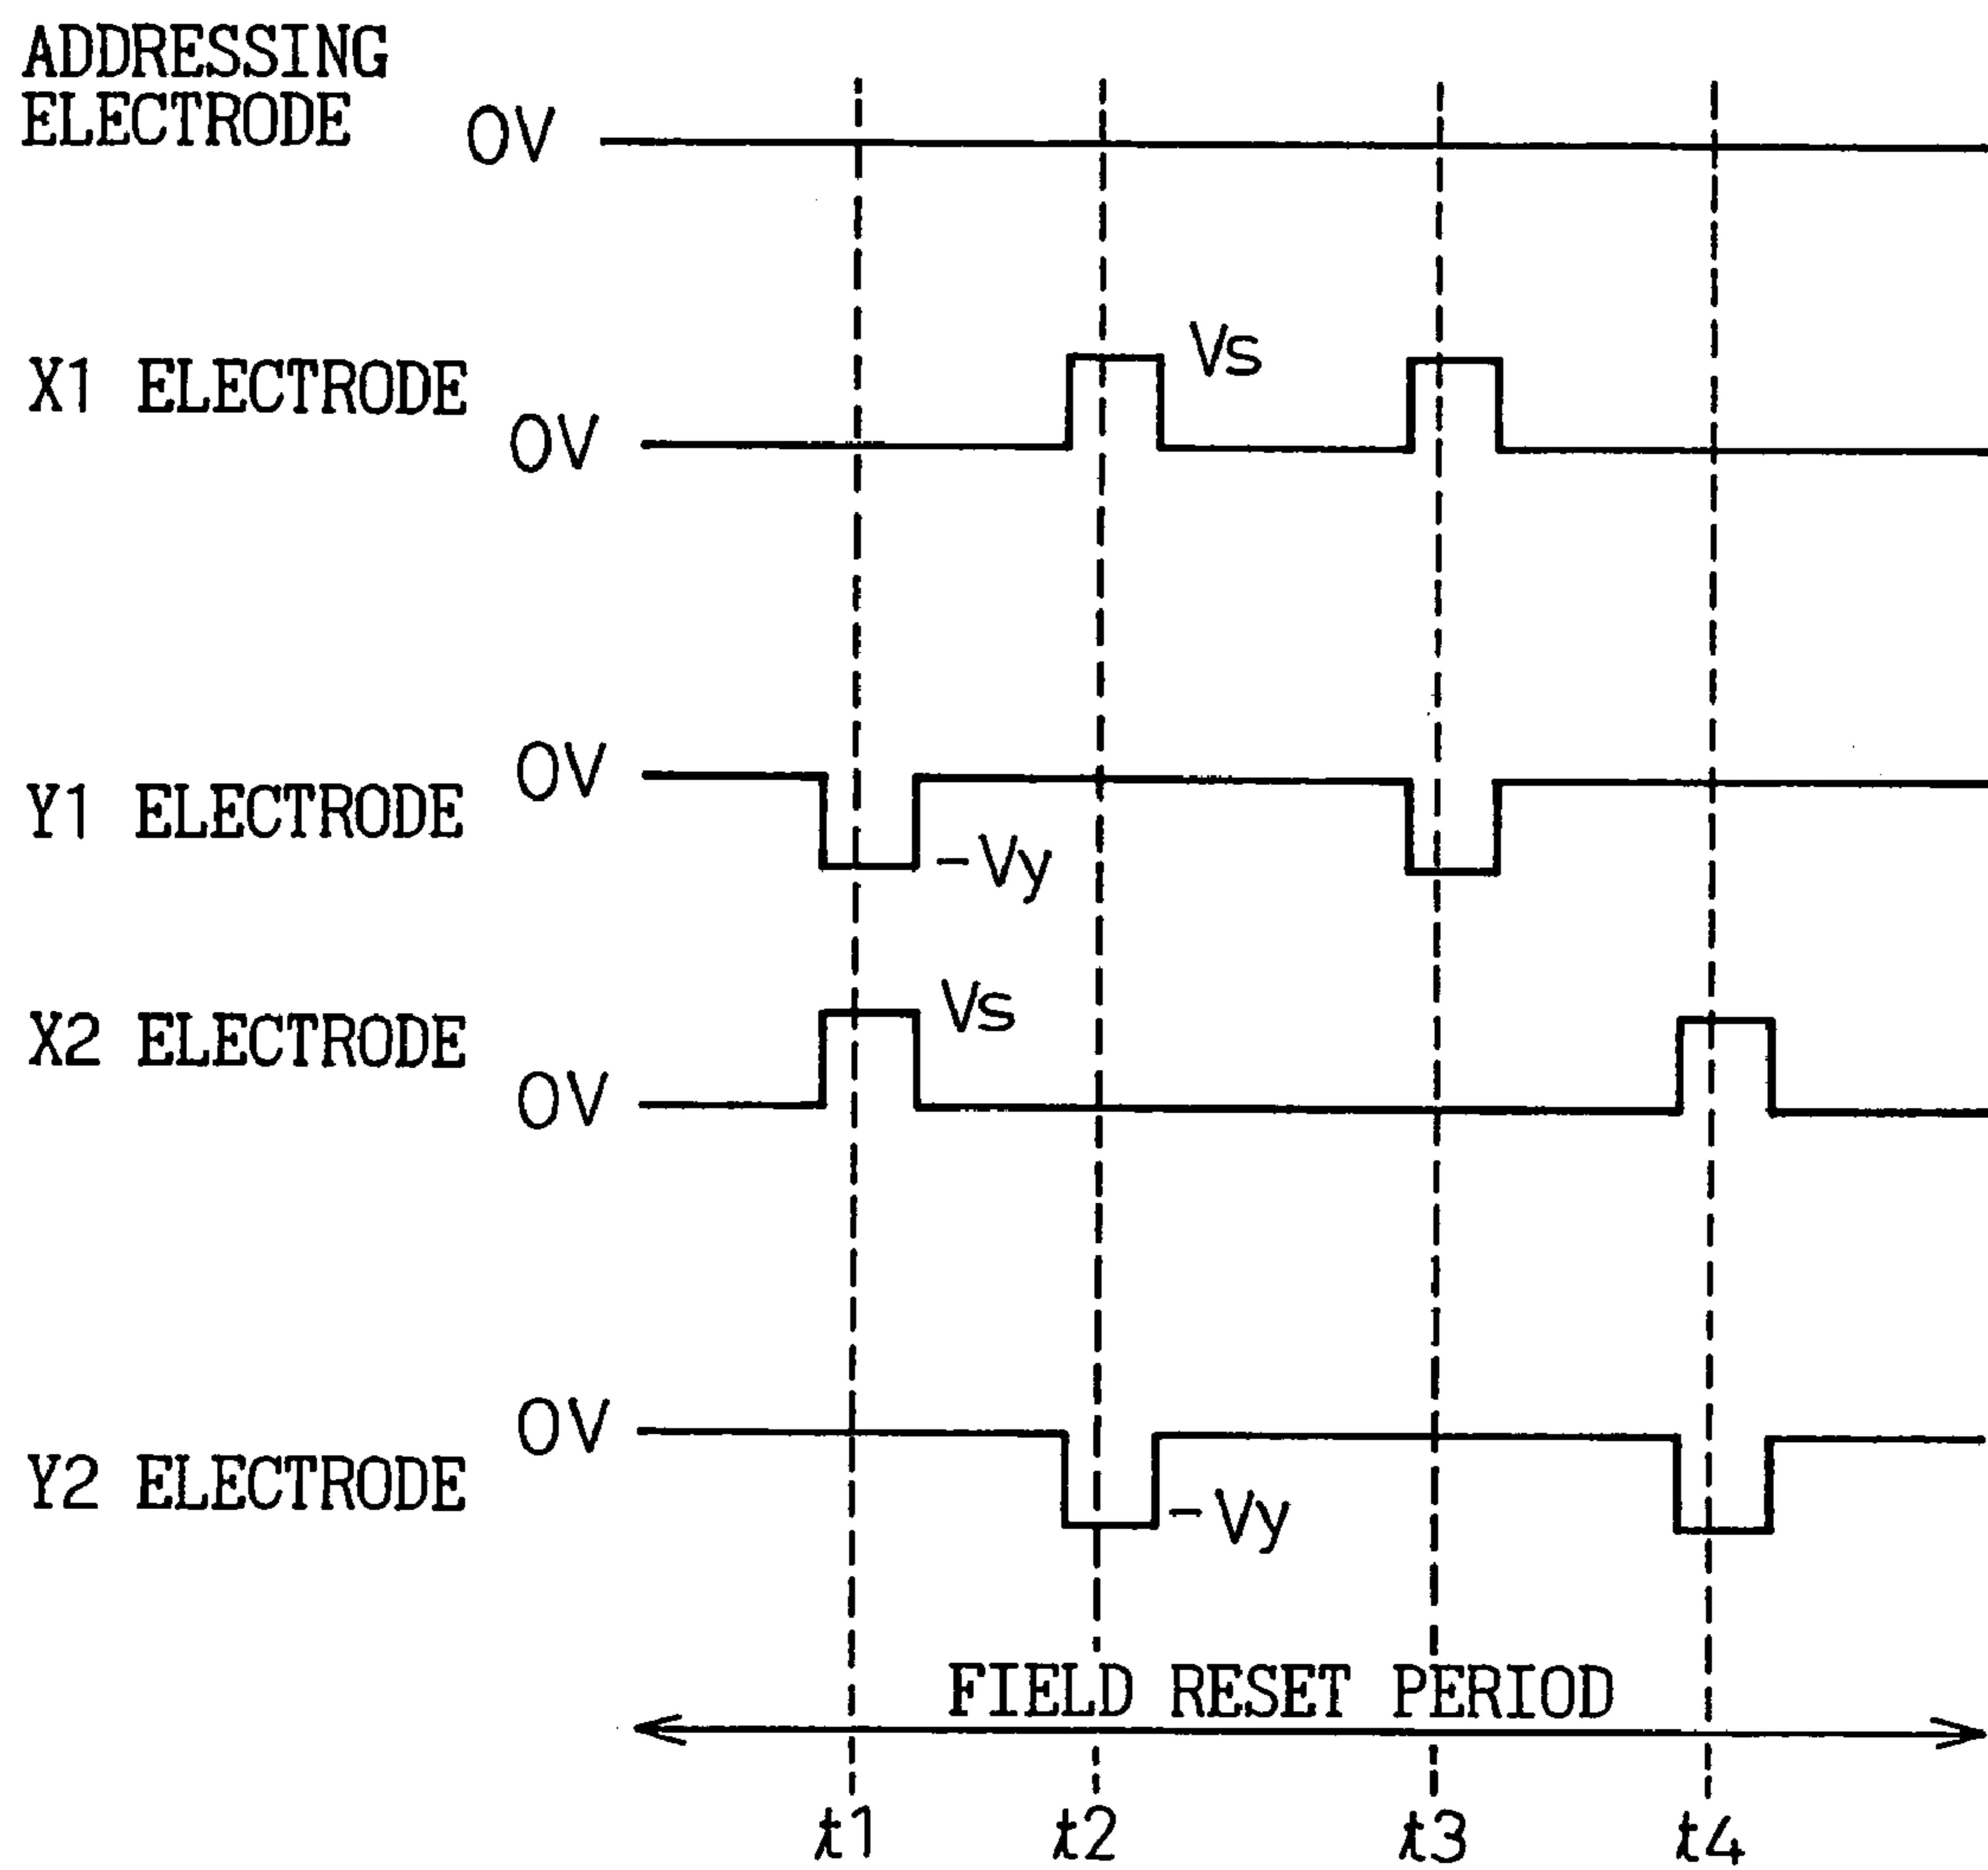 ADDRESSING
ELECTRODE
0V
X1 ELECTRODE
Vs
0V
Y1 ELECTRODE
0V
-Vy
X2 ELECTRODE
Vs
0V
Y2 ELECTRODE
0V
-Vy
FIELD RESET PERIOD
t1 t2 t3 t4